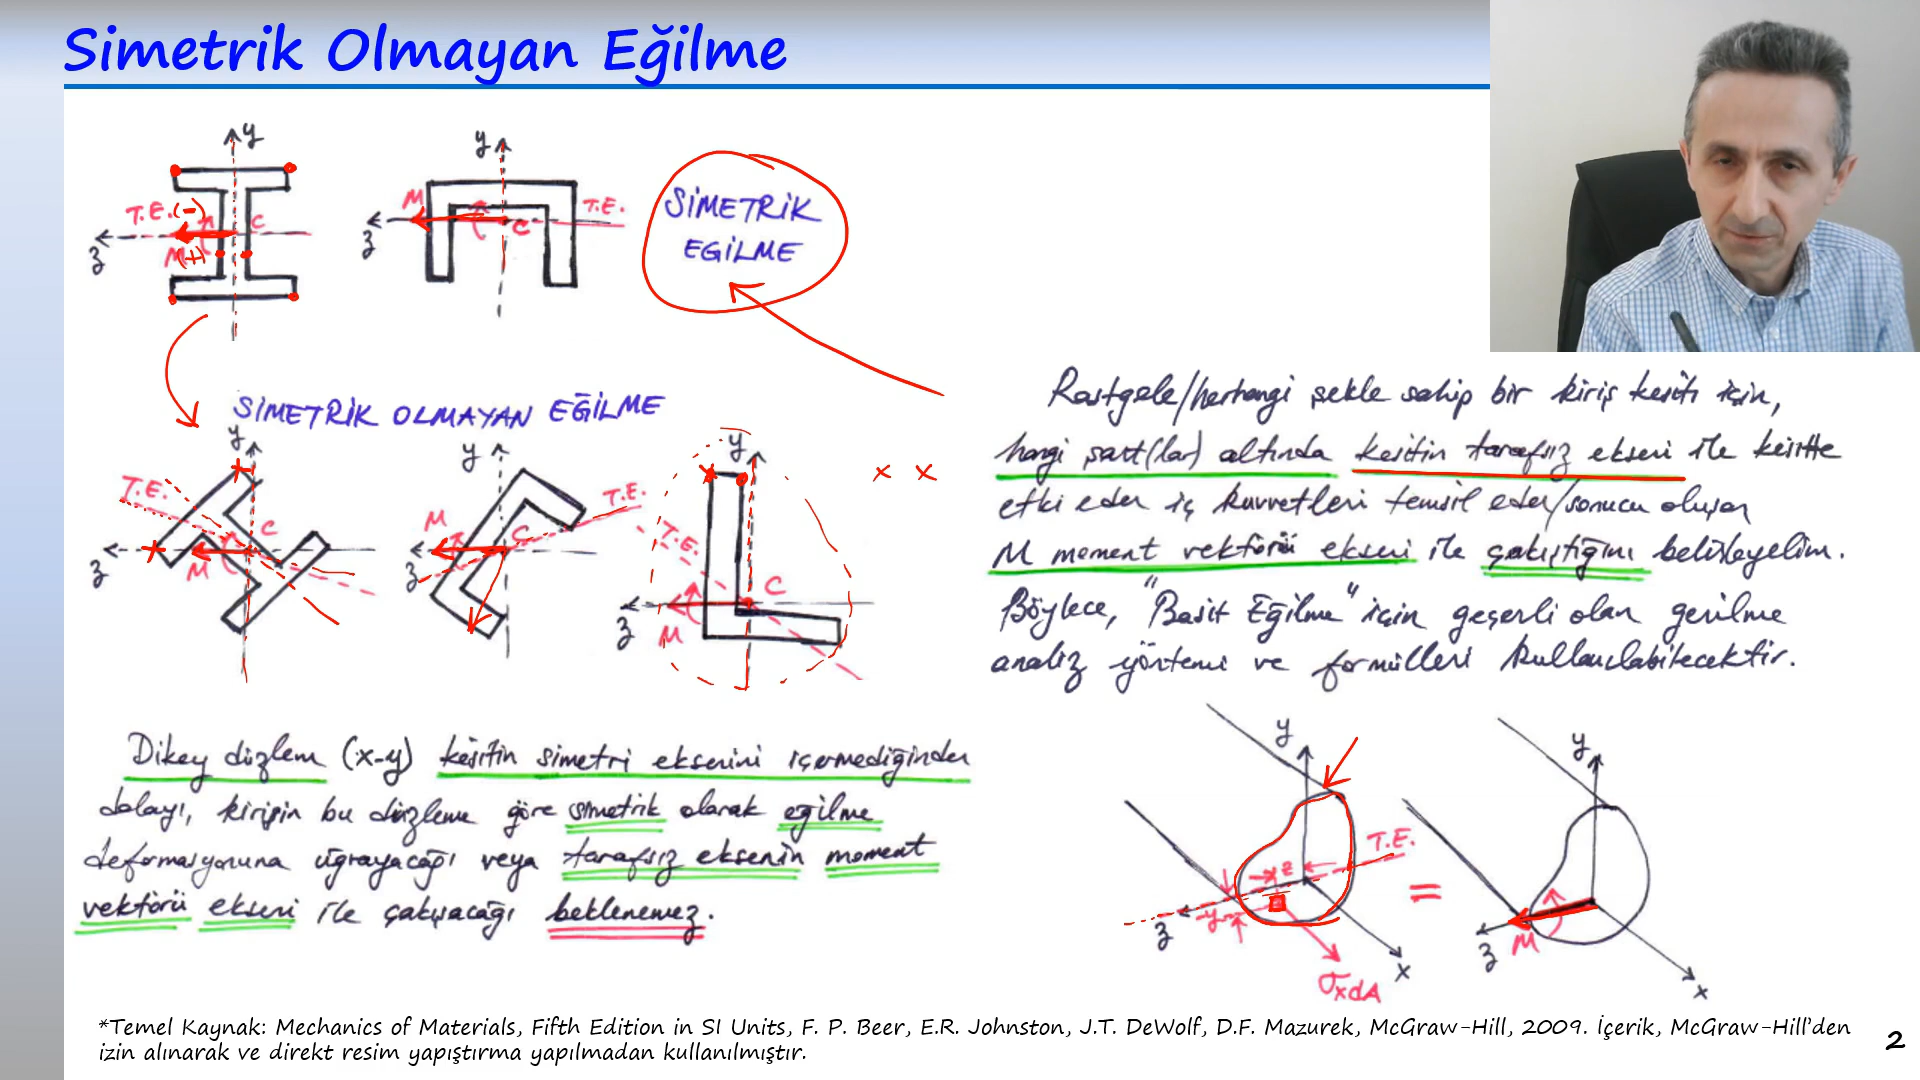 Simetrik Olmayan Eğilme
y
T.E. (-)
C
z
M (+)
y
M
T.E.
C
z
SİMETRİK
EĞİLME
SİMETRİK OLMAYAN EĞİLME
y
T.E.
C
z
M
y
M
T.E.
C
z
y
T.E.
C
z
M
x x
Dikey düzlem (x-y) kesitin simetri eksenini içermediğinden
dolayı, kirişin bu düzleme göre simetrik olarak eğilme
deformasyonuna uğrayacağı veya tarafsız eksenin moment
vektörü ekseni ile çakışacağı beklenemez.
Rastgele/herhangi şekle sahip bir kiriş kesiti için,
hangi şart(lar) altında kesitin tarafsız ekseni ile kesitte
etki eder iç kuvvetleri temsil eder/sonucu oluşan
M moment vektörü ekseni ile çakıştığını belirleyelim.
Böylece, "Basit Eğilme" için geçerli olan gerilme
analiz yöntemi ve formülleri kullanılabilecektir.
y
T.E.
z
-y
z
x
σxdA
=
y
z
M
x
*Temel Kaynak: Mechanics of Materials, Fifth Edition in SI Units, F. P. Beer, E.R. Johnston, J.T. DeWolf, D.F. Mazurek, McGraw-Hill, 2009. İçerik, McGraw-Hill'den
izin alınarak ve direkt resim yapıştırma yapılmadan kullanılmıştır.
2